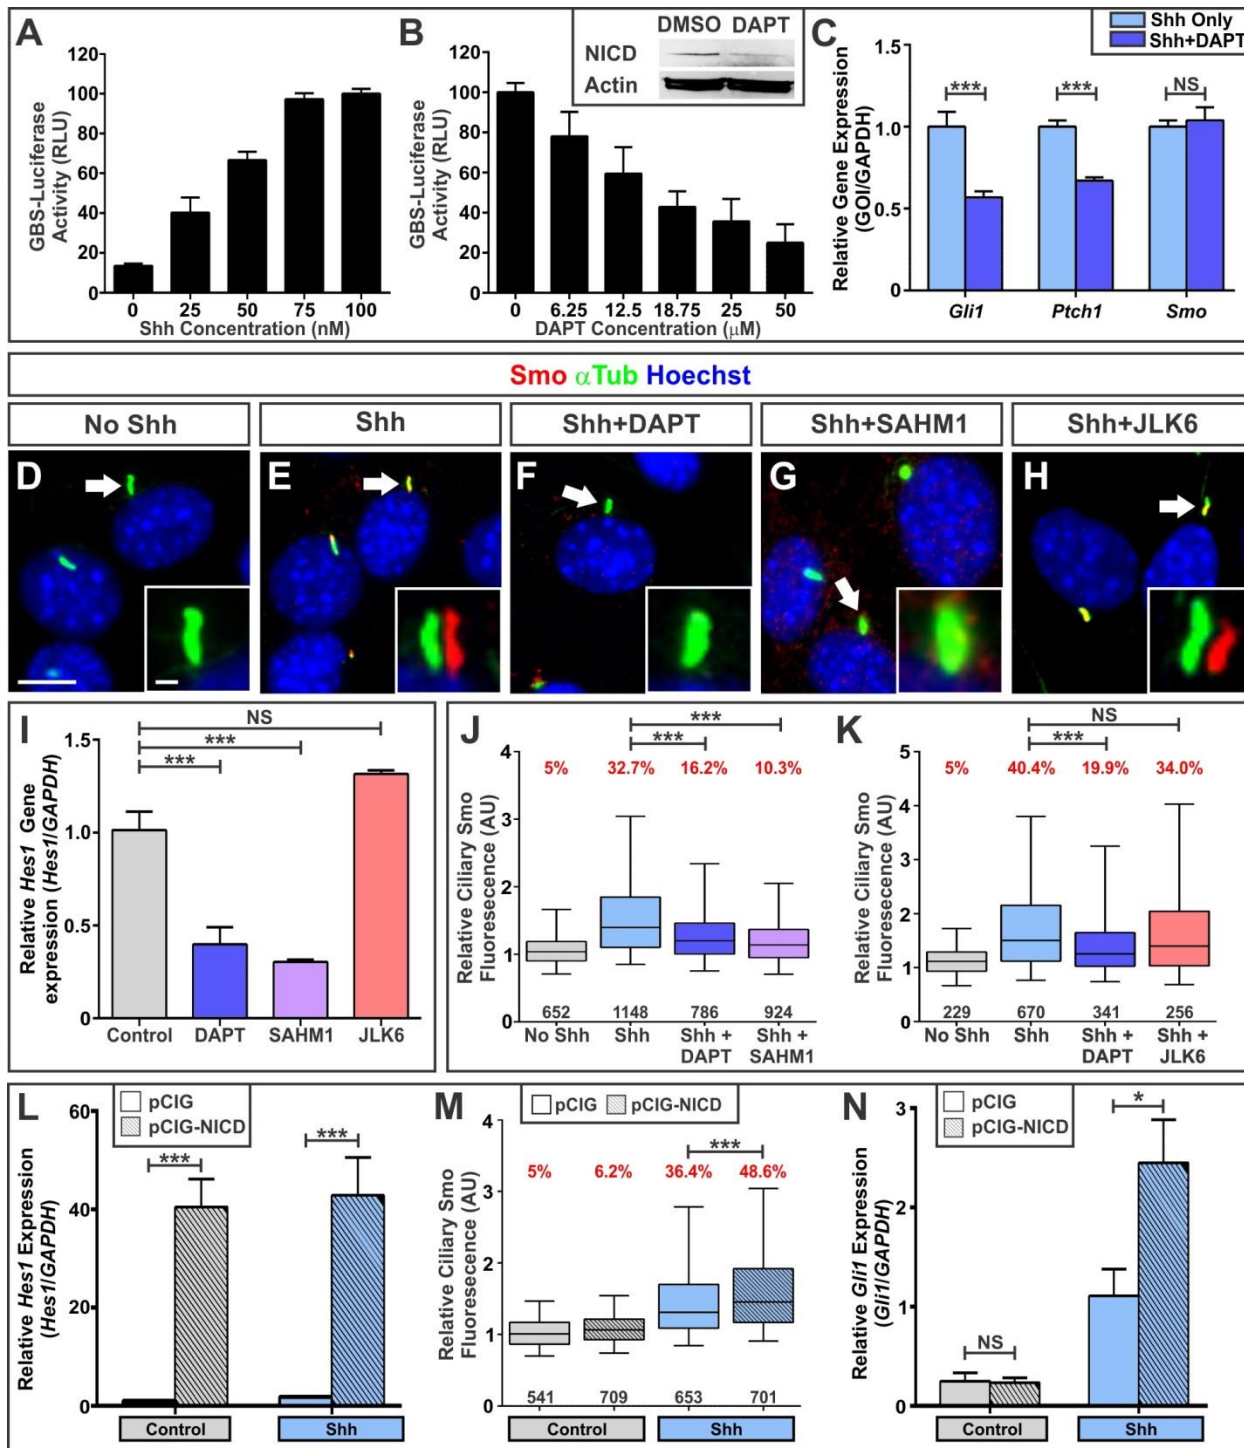 A
GBS-Luciferase
Activity (RLU)
120
100
80
60
40
20
0
0 25 50 75 100
Shh Concentration (nM)
B
DMSO DAPT
NICD
Actin
GBS-Luciferase
Activity (RLU)
120
100
80
60
40
20
0
0 6.25 12.5 18.75 25 50
DAPT Concentration (μM)
C
Shh Only
Shh+DAPT
Relative Gene Expression
(GOI/GAPDH)
1.5
1.0
0.5
0
*** *** NS
Gli1 Ptch1 Smo
Smo αTub Hoechst
No Shh
Shh
Shh+DAPT
Shh+SAHM1
Shh+JLK6
D
E
F
G
H
I
Relative Hes1 Gene
expression (Hes1/GAPDH)
1.5
1.0
0.5
0
NS
***
***
Control DAPT SAHM1 JLK6
J
Relative Ciliary Smo
Fluoresecence (AU)
4
3
2
1
0
***
***
5% 32.7% 16.2% 10.3%
652 1148 786 924
No Shh Shh Shh + Shh +
DAPT SAHM1
K
Relative Ciliary Smo
Fluoresecence (AU)
5
4
3
2
1
0
NS
***
5% 40.4% 19.9% 34.0%
229 670 341 256
No Shh Shh Shh + Shh +
DAPT JLK6
L
pCIG
pCIG-NICD
Relative Hes1 Expression
(Hes1/GAPDH)
60
40
20
0
*** ***
Control Shh
M
pCIG pCIG-NICD
Relative Ciliary Smo
Fluoresecence (AU)
4
3
2
1
0
***
5% 6.2% 36.4% 48.6%
541 709 653 701
Control Shh
N
pCIG
pCIG-NICD
Relative Gli1 Expression
(Gli1/GAPDH)
3
2
1
0
NS
*
Control Shh